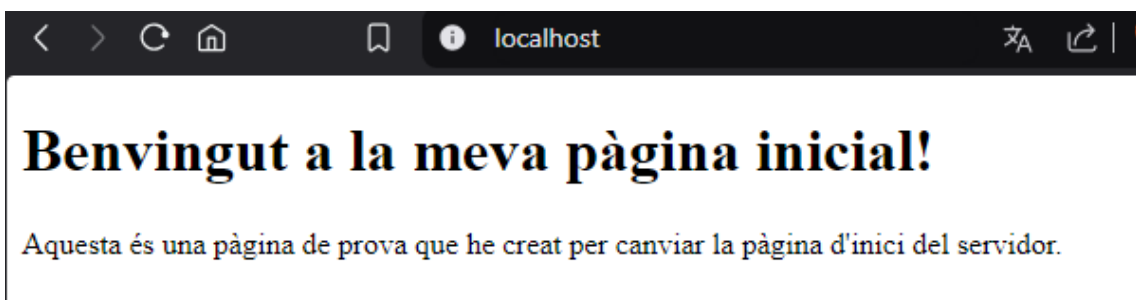 localhost
Benvingut a la meva pàgina inicial!
Aquesta és una pàgina de prova que he creat per canviar la pàgina d'inici del servidor.